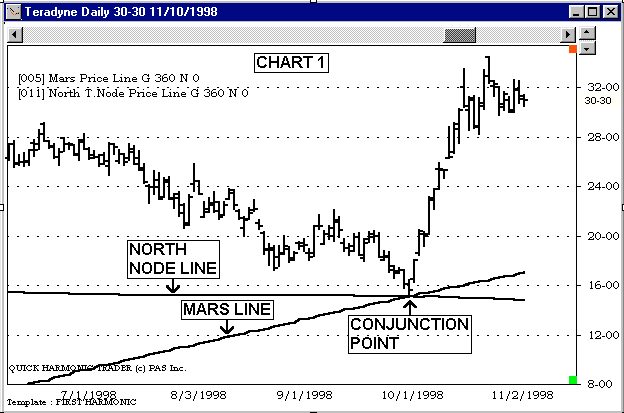 Teradyne Daily 30-30 11/10/1998
CHART 1
[005] Mars Price Line G 360 N 0
[011] North T.Node Price Line G 360 N 0
32-00
30-30
28-00
24-00
20-00
16-00
12-00
8-00
NORTH
NODE LINE
MARS LINE
CONJUNCTION
POINT
QUICK HARMONIC TRADER (c) PAS Inc.
7/1/1998 8/3/1998 9/1/1998 10/1/1998 11/2/1998
Template : FIRST HARMONIC